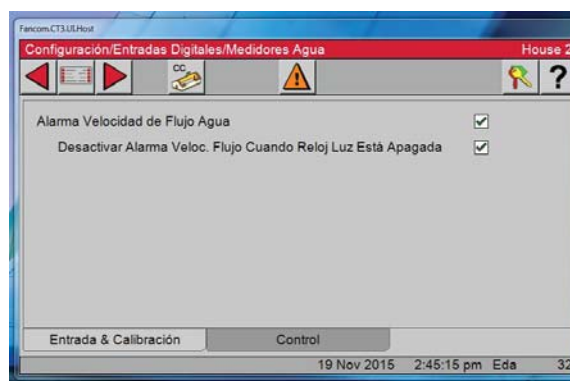 Fancom.CT3.UI.Host
Configuración/Entradas Digitales/Medidores Agua House 2
CC
?
Alarma Velocidad de Flujo Agua
Desactivar Alarma Veloc. Flujo Cuando Reloj Luz Está Apagada
Entrada & Calibración Control
19 Nov 2015 2:45:15 pm Eda 32